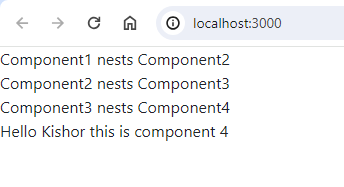 localhost:3000
Component1 nests Component2
Component2 nests Component3
Component3 nests Component4
Hello Kishor this is component 4